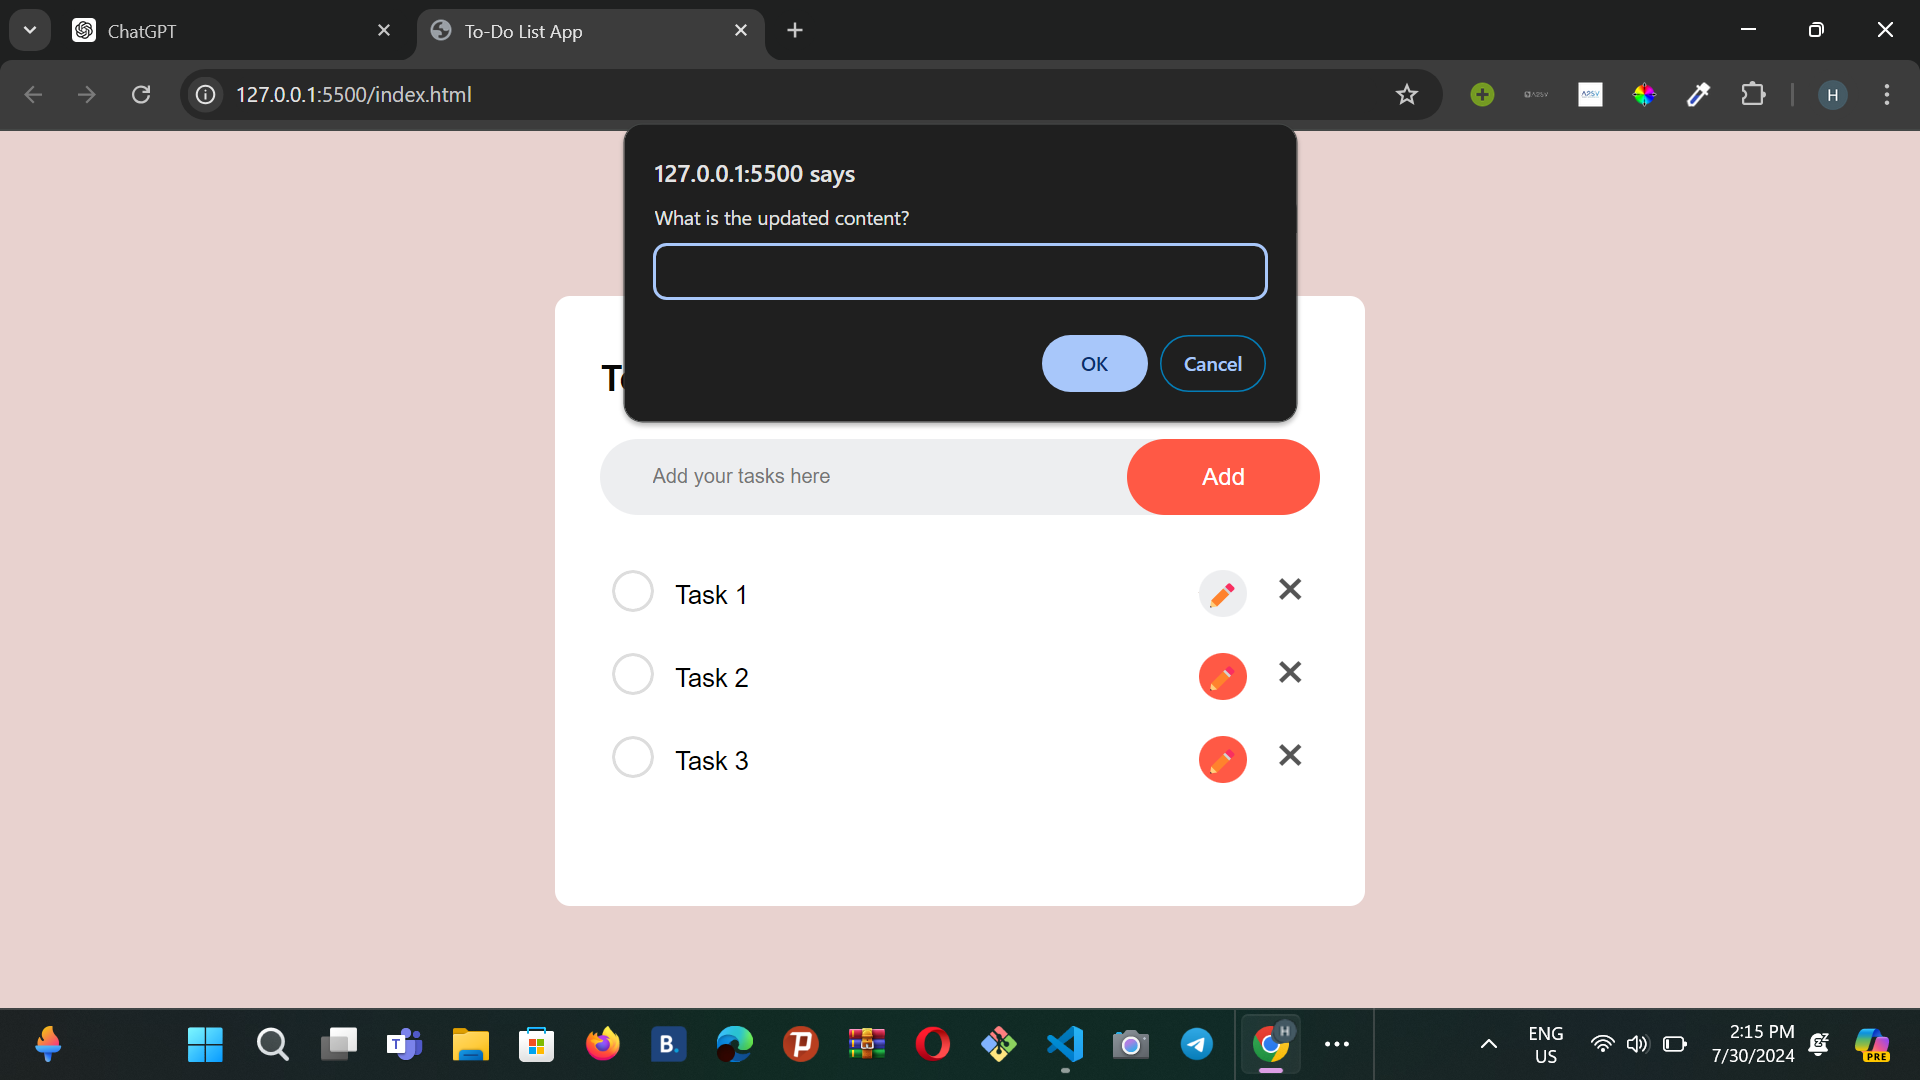 ChatGPT
To-Do List App
127.0.0.1:5500/index.html
H
127.0.0.1:5500 says
What is the updated content?
OK
Cancel
To
Add your tasks here
Add
Task 1
Task 2
Task 3
T
B.
H
ENG
US
2:15 PM
7/30/2024
PRE